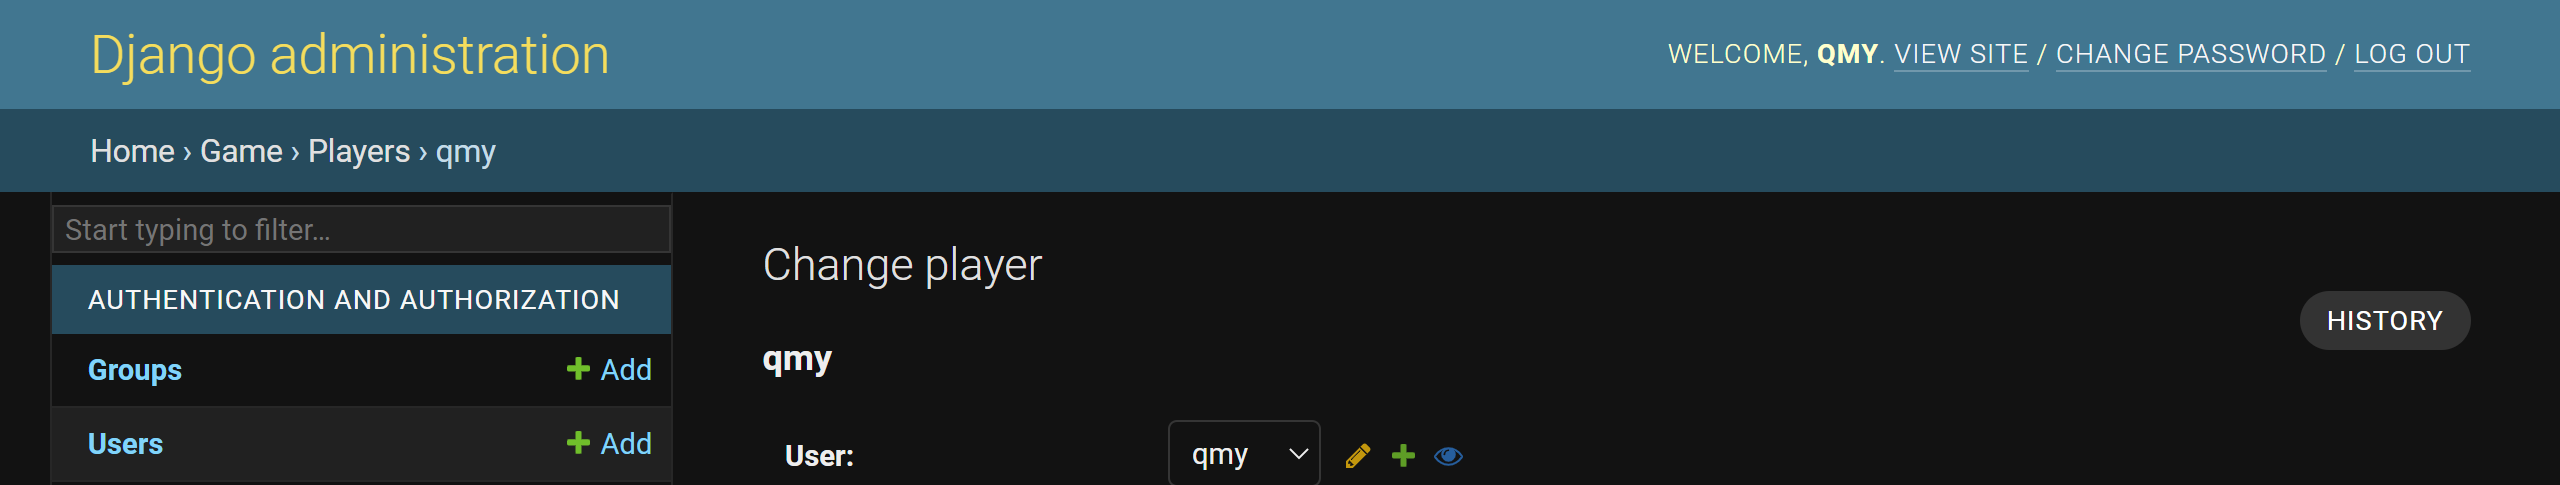 Django administration
WELCOME, QMY. VIEW SITE / CHANGE PASSWORD / LOG OUT
Home › Game › Players › qmy
Start typing to filter…
AUTHENTICATION AND AUTHORIZATION
Groups Add
Users Add
Change player
HISTORY
qmy
User: qmy